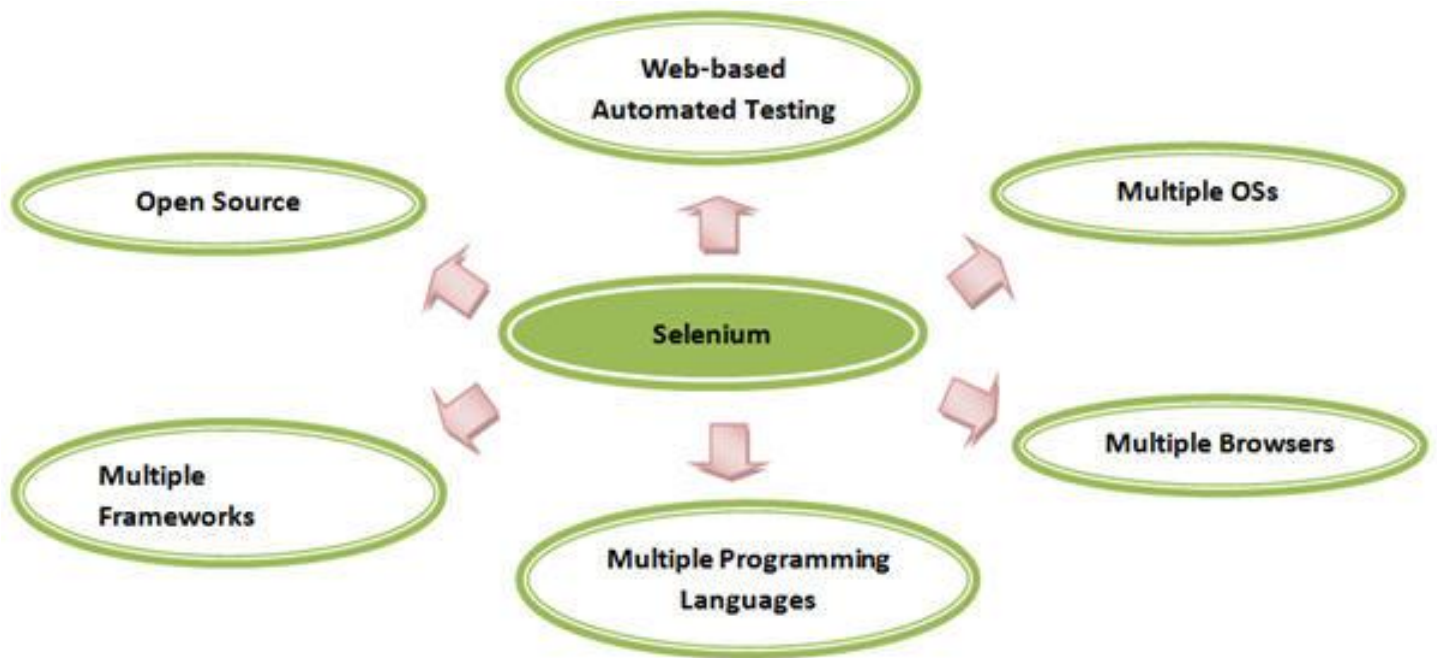 Web-based
Automated Testing
Open Source
Multiple OSs
Selenium
Multiple Browsers
Multiple
Frameworks
Multiple Programming
Languages